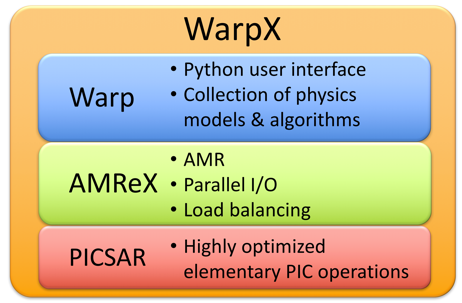 WarpX
Warp
• Python user interface
• Collection of physics
models & algorithms
AMReX
• AMR
• Parallel I/O
• Load balancing
PICSAR
• Highly optimized
elementary PIC operations